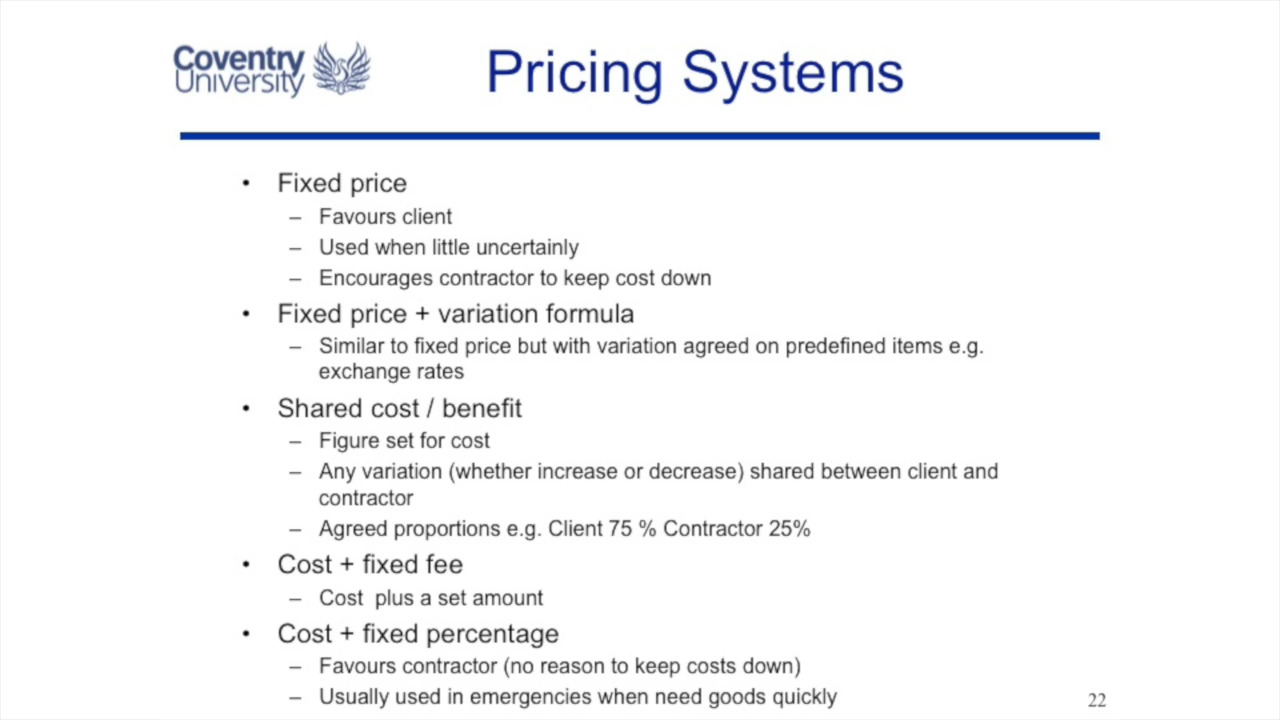 Coventry
University
Pricing Systems
• Fixed price
– Favours client
– Used when little uncertainly
– Encourages contractor to keep cost down
• Fixed price + variation formula
– Similar to fixed price but with variation agreed on predefined items e.g.
exchange rates
• Shared cost / benefit
– Figure set for cost
– Any variation (whether increase or decrease) shared between client and
contractor
– Agreed proportions e.g. Client 75 % Contractor 25%
• Cost + fixed fee
– Cost plus a set amount
• Cost + fixed percentage
– Favours contractor (no reason to keep costs down)
– Usually used in emergencies when need goods quickly
22